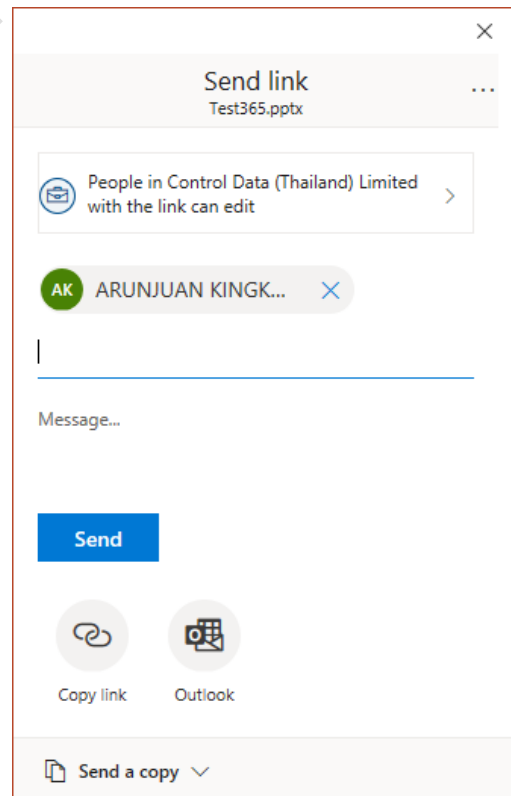 Send link
...
Test365.pptx
People in Control Data (Thailand) Limited
with the link can edit
AK
ARUNJUAN KINGK...
Message...
Send
Copy link
Outlook
Send a copy